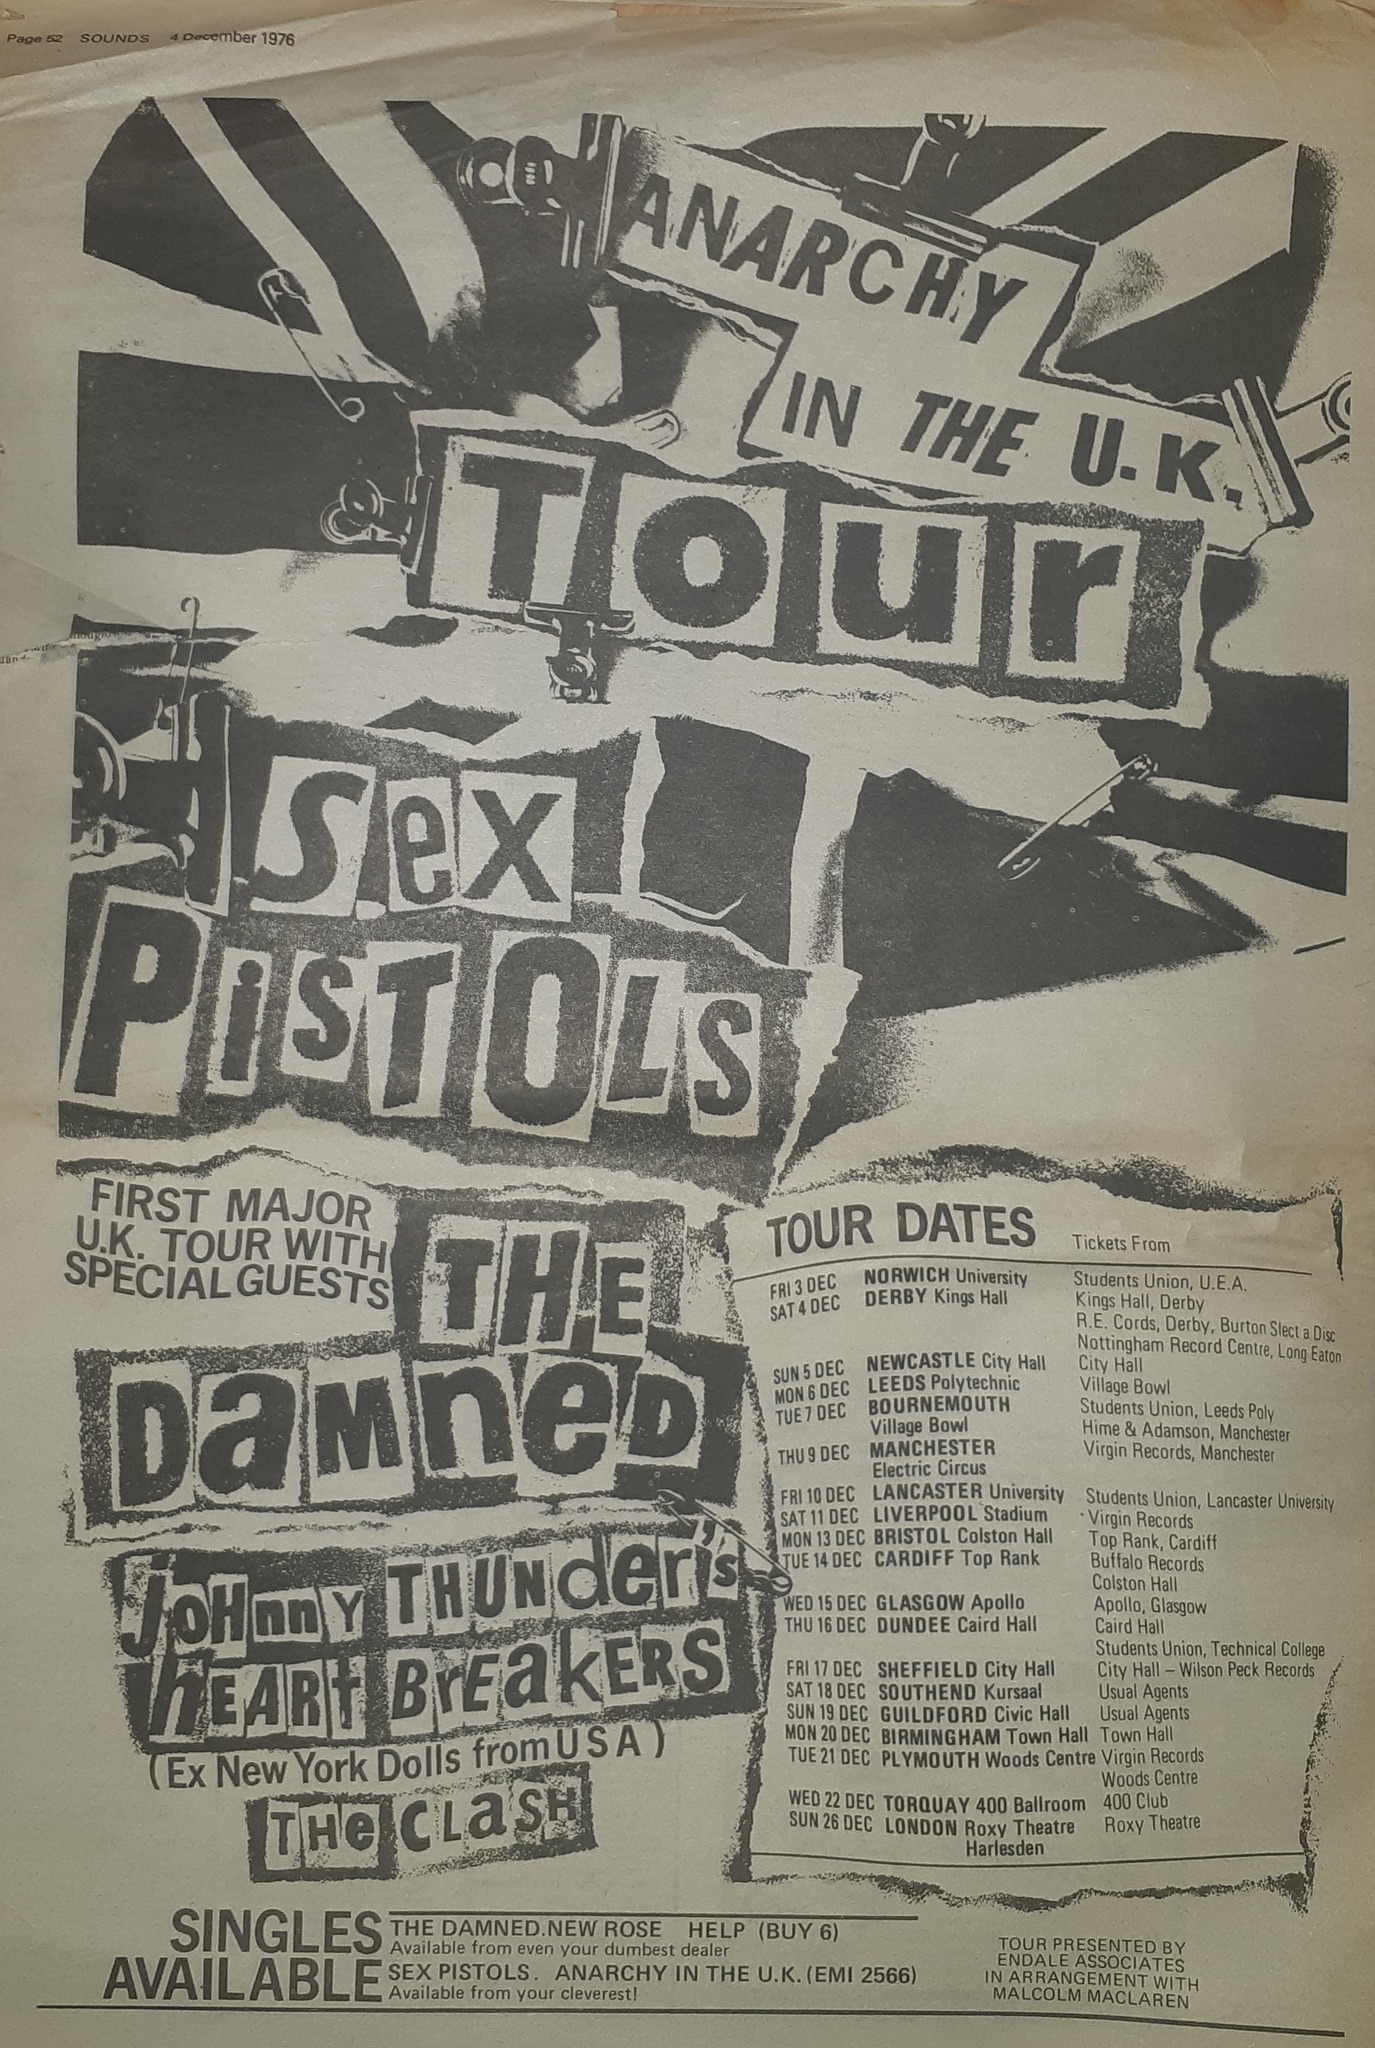 Page 52 SOUNDS 4 December 1976
ANARCHY
IN THE U.K.
Tour
Sex
PiSTOLS
FIRST MAJOR
U.K. TOUR WITH
SPECIAL GUESTS
THE
DaMneD
joHnnY THUNder's
hEARt BrEakERS
(Ex New York Dolls from USA)
THe CLaSH
TOUR DATES Tickets From
FRI 3 DEC NORWICH University Students Union, U.E.A.
SAT 4 DEC DERBY Kings Hall Kings Hall, Derby
R.E. Cords, Derby, Burton Slect a Disc
Nottingham Record Centre, Long Eaton
SUN 5 DEC NEWCASTLE City Hall City Hall
MON 6 DEC LEEDS Polytechnic Village Bowl
TUE 7 DEC BOURNEMOUTH Students Union, Leeds Poly
Village Bowl Hime & Adamson, Manchester
THU 9 DEC MANCHESTER Virgin Records, Manchester
Electric Circus
FRI 10 DEC LANCASTER University Students Union, Lancaster University
SAT 11 DEC LIVERPOOL Stadium Virgin Records
MON 13 DEC BRISTOL Colston Hall Top Rank, Cardiff
TUE 14 DEC CARDIFF Top Rank Buffalo Records
Colston Hall
WED 15 DEC GLASGOW Apollo Apollo, Glasgow
THU 16 DEC DUNDEE Caird Hall Caird Hall
Students Union, Technical College
FRI 17 DEC SHEFFIELD City Hall City Hall – Wilson Peck Records
SAT 18 DEC SOUTHEND Kursaal Usual Agents
SUN 19 DEC GUILDFORD Civic Hall Usual Agents
MON 20 DEC BIRMINGHAM Town Hall Town Hall
TUE 21 DEC PLYMOUTH Woods Centre Virgin Records
Woods Centre
WED 22 DEC TORQUAY 400 Ballroom 400 Club
SUN 26 DEC LONDON Roxy Theatre Roxy Theatre
Harlesden
SINGLES
AVAILABLE
THE DAMNED.NEW ROSE HELP (BUY 6)
Available from even your dumbest dealer
SEX PISTOLS. ANARCHY IN THE U.K. (EMI 2566)
Available from your cleverest!
TOUR PRESENTED BY
ENDALE ASSOCIATES
IN ARRANGEMENT WITH
MALCOLM MACLAREN